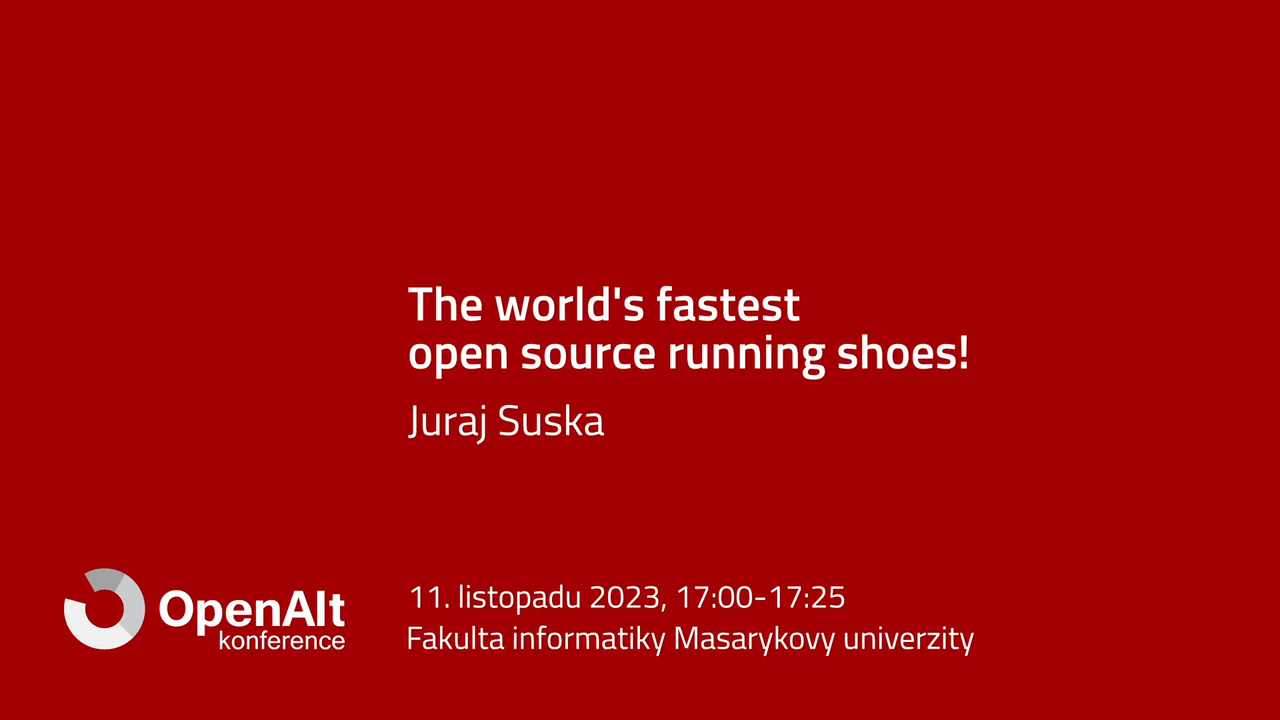 The world's fastest
open source running shoes!
Juraj Suska
OpenAlt
konference
11. listopadu 2023, 17:00-17:25
Fakulta informatiky Masarykovy univerzity